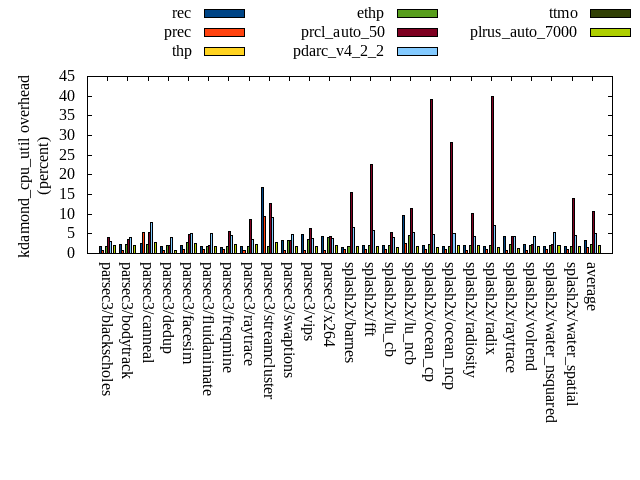 rec ethp ttmo
prec prcl_auto_50 plrus_auto_7000
thp pdarc_v4_2_2
kdamond_cpu_util overhead
(percent)
45
40
35
30
25
20
15
10
5
0
parsec3/blackscholes
parsec3/bodytrack
parsec3/canneal
parsec3/dedup
parsec3/facesim
parsec3/fluidanimate
parsec3/freqmine
parsec3/raytrace
parsec3/streamcluster
parsec3/swaptions
parsec3/vips
parsec3/x264
splash2x/barnes
splash2x/fft
splash2x/lu_cb
splash2x/lu_ncb
splash2x/ocean_cp
splash2x/ocean_ncp
splash2x/radiosity
splash2x/radix
splash2x/raytrace
splash2x/volrend
splash2x/water_nsquared
splash2x/water_spatial
average